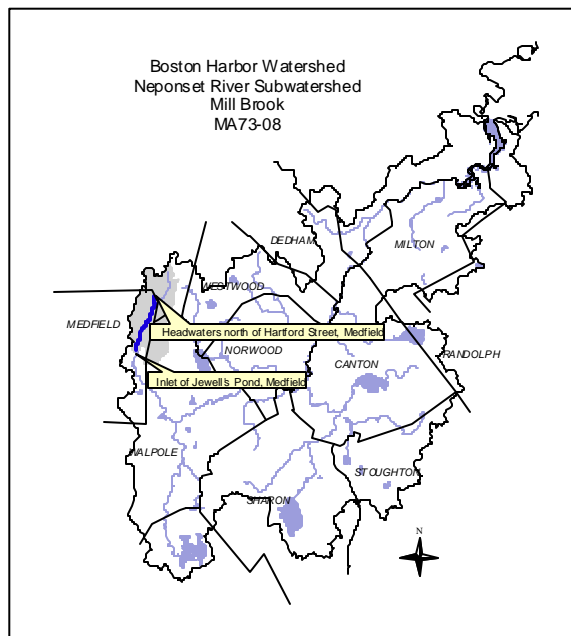 Boston Harbor Watershed
Neponset River Subwatershed
Mill Brook
MA73-08
DEDHAM
MILTON
WESTWOOD
MEDFIELD
Headwaters north of Hartford Street, Medfield
NORWOOD
CANTON
RANDOLPH
Inlet of Jewell's Pond, Medfield
WALPOLE
STOUGHTON
SHARON
N